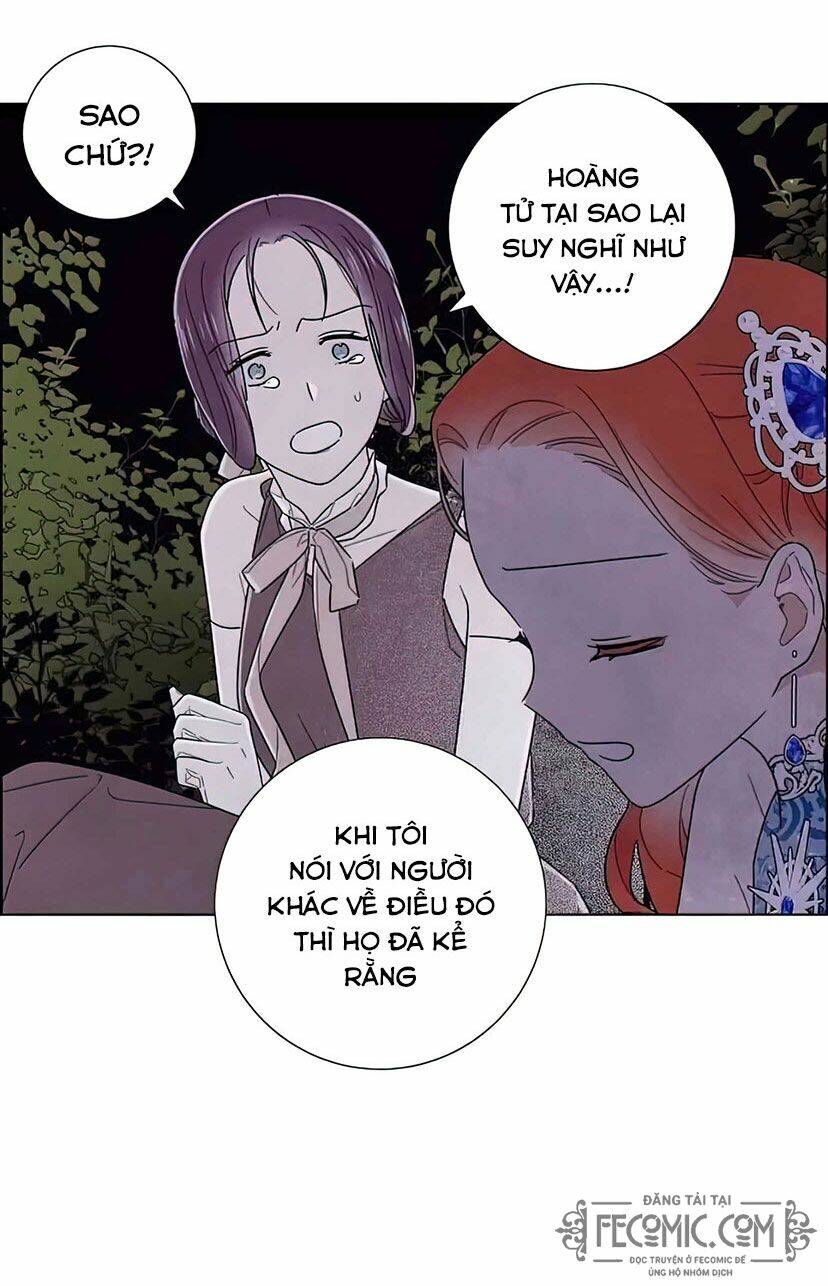 SAO
CHỨ?!
HOÀNG
TỬ TẠI SAO LẠI
SUY NGHĨ NHƯ
VẬY...!
KHI TÔI
NÓI VỚI NGƯỜI
KHÁC VỀ ĐIỀU ĐÓ
THÌ HỌ ĐÃ KỂ
RẰNG
ĐĂNG TẢI TẠI
FECOMIC.COM
ĐỌC TRUYỆN Ở FECOMIC ĐỂ
ỦNG HỘ NHÓM DỊCH